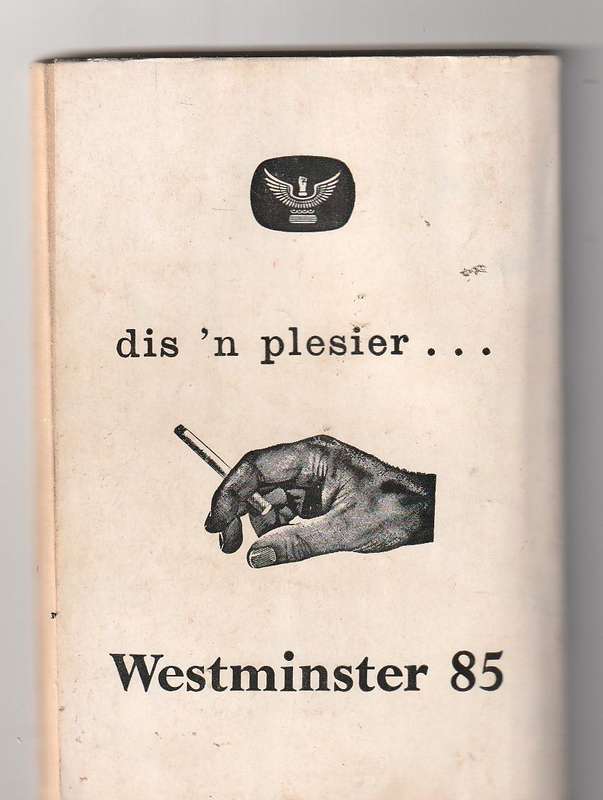 dis 'n plesier . . .
Westminster 85